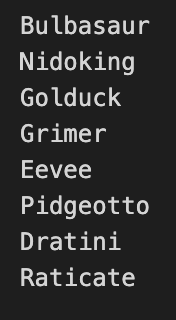 Bulbasaur
Nidoking
Golduck
Grimer
Eevee
Pidgeotto
Dratini
Raticate